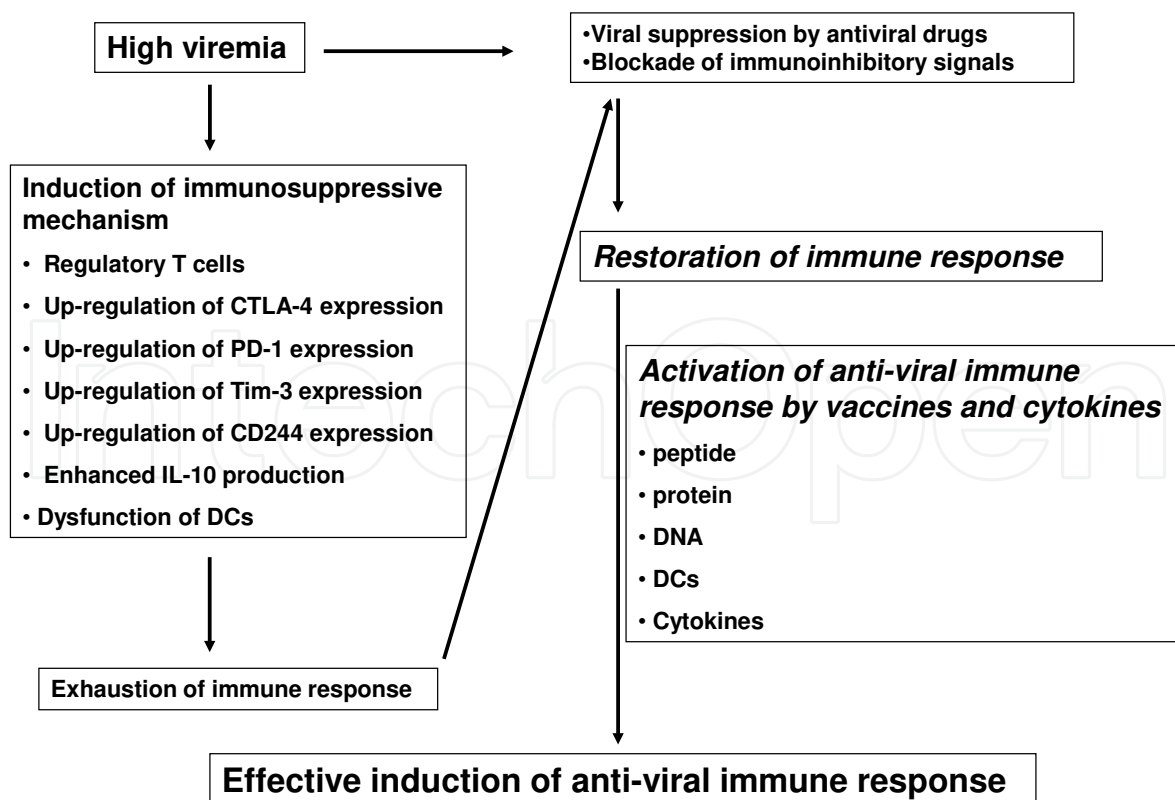 High viremia
•Viral suppression by antiviral drugs
•Blockade of immunoinhibitory signals
Induction of immunosuppressive
mechanism
• Regulatory T cells
• Up-regulation of CTLA-4 expression
• Up-regulation of PD-1 expression
• Up-regulation of Tim-3 expression
• Up-regulation of CD244 expression
• Enhanced IL-10 production
• Dysfunction of DCs
Exhaustion of immune response
Restoration of immune response
Activation of anti-viral immune
response by vaccines and cytokines
• peptide
• protein
• DNA
• DCs
• Cytokines
Effective induction of anti-viral immune response
IntechOpen